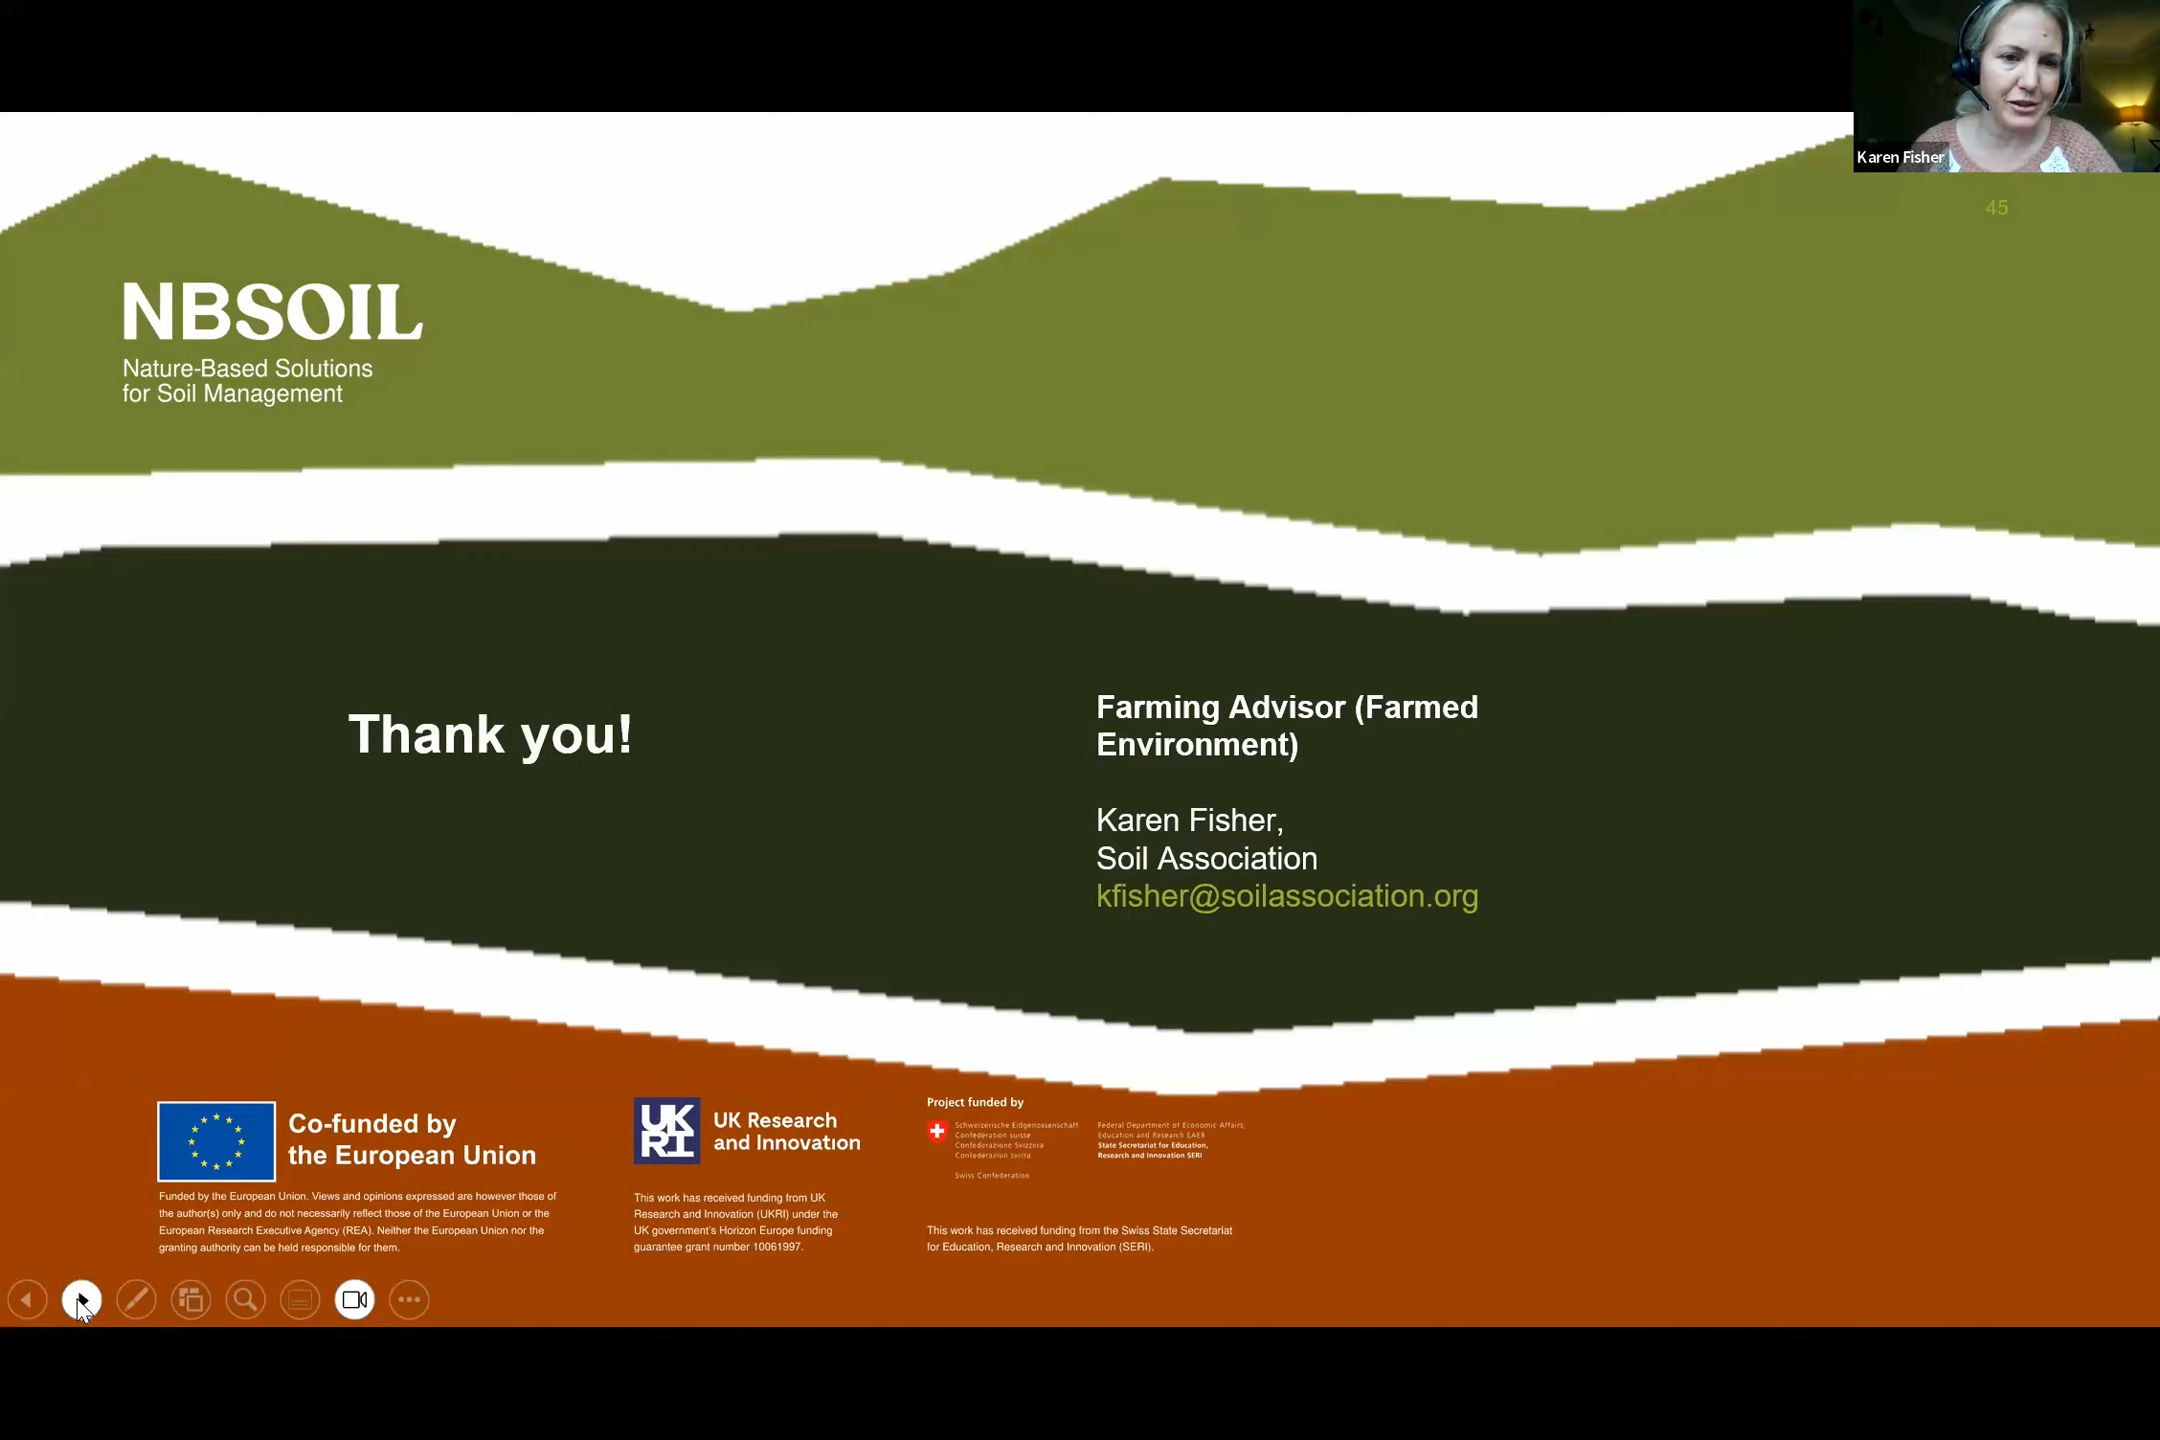 Karen Fisher
45
NBSOIL
Nature-Based Solutions
for Soil Management
Thank you!
Farming Advisor (Farmed
Environment)
Karen Fisher,
Soil Association
kfisher@soilassociation.org
Co-funded by
the European Union
Funded by the European Union. Views and opinions expressed are however those of
the author(s) only and do not necessarily reflect those of the European Union or the
European Research Executive Agency (REA). Neither the European Union nor the
granting authority can be held responsible for them.
UK
RI
UK Research
and Innovation
This work has received funding from UK
Research and Innovation (UKRI) under the
UK government's Horizon Europe funding
guarantee grant number 10061997.
Project funded by
Schweizerische Eidgenossenschaft
Confédération suisse
Confederazione Svizzera
Confederaziun svizra
Swiss Confederation
Federal Department of Economic Affairs,
Education and Research EAER
State Secretariat for Education,
Research and Innovation SERI
This work has received funding from the Swiss State Secretariat
for Education, Research and Innovation (SERI).